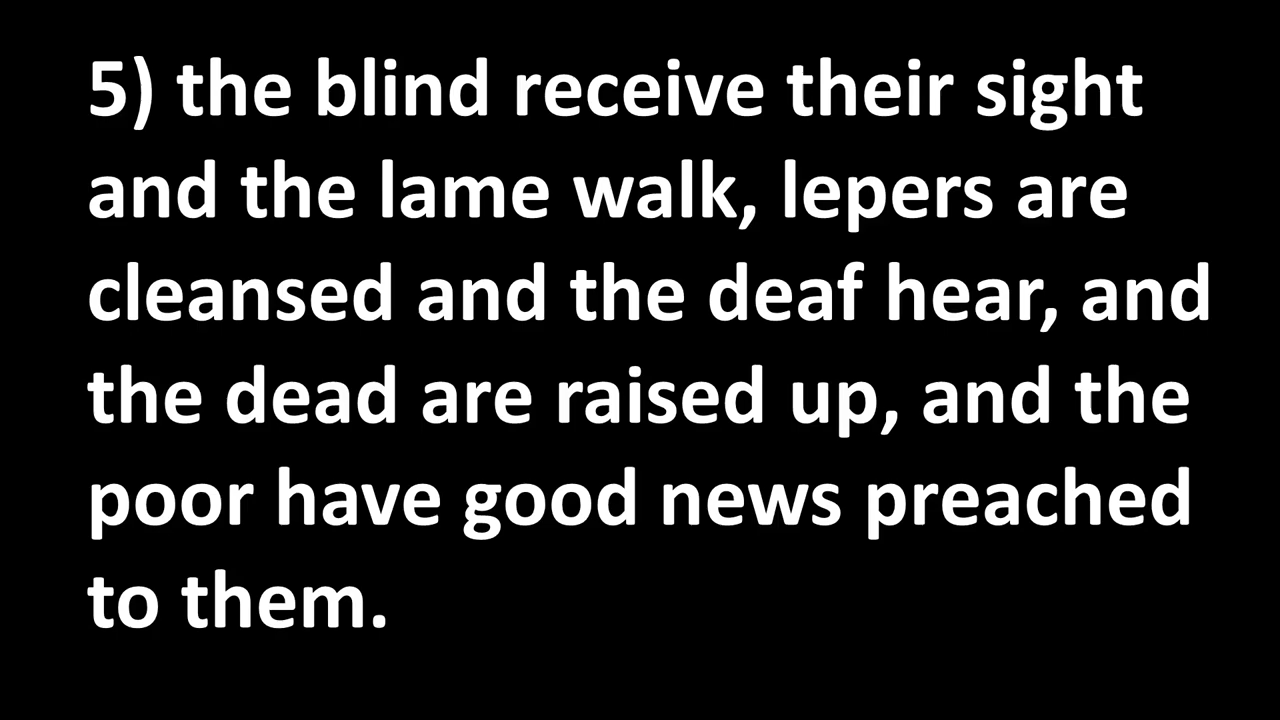 5) the blind receive their sight
and the lame walk, lepers are
cleansed and the deaf hear, and
the dead are raised up, and the
poor have good news preached
to them.